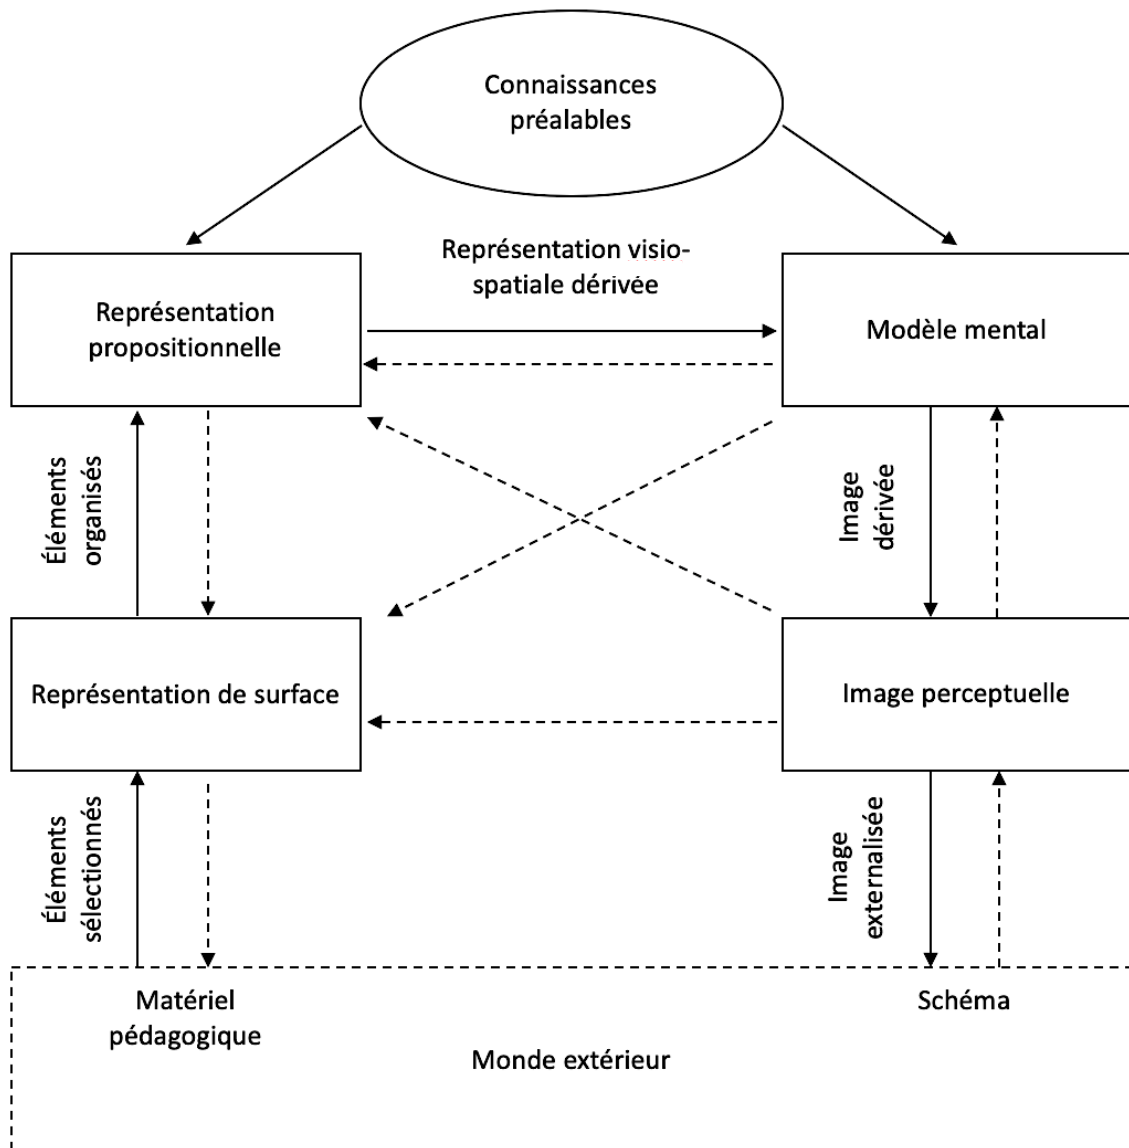 Connaissances
préalables
Représentation visio-
spatiale dérivée
Représentation
propositionnelle
Modèle mental
Éléments
organisés
Image
dérivée
Représentation de surface
Image perceptuelle
Éléments
sélectionnés
Image
externalisée
Matériel
pédagogique
Schéma
Monde extérieur